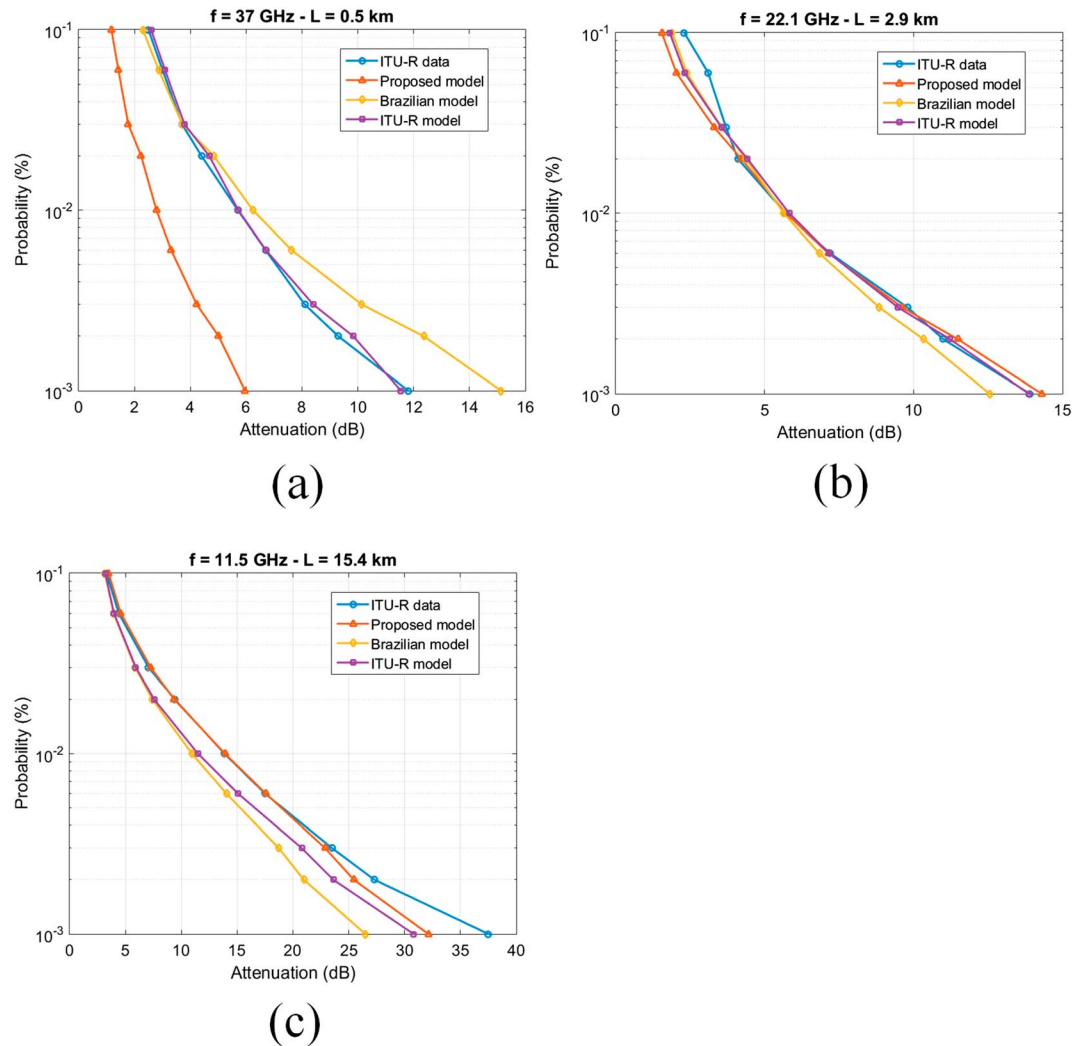 f = 37 GHz - L = 0.5 km
ITU-R data
Proposed model
Brazilian model
ITU-R model
Probability (%)
10-1
10-2
10-3
0 2 4 6 8 10 12 14 16
Attenuation (dB)
(a)
f = 22.1 GHz - L = 2.9 km
ITU-R data
Proposed model
Brazilian model
ITU-R model
Probability (%)
10-1
10-2
10-3
0 5 10 15
Attenuation (dB)
(b)
f = 11.5 GHz - L = 15.4 km
ITU-R data
Proposed model
Brazilian model
ITU-R model
Probability (%)
10-1
10-2
10-3
0 5 10 15 20 25 30 35 40
Attenuation (dB)
(c)